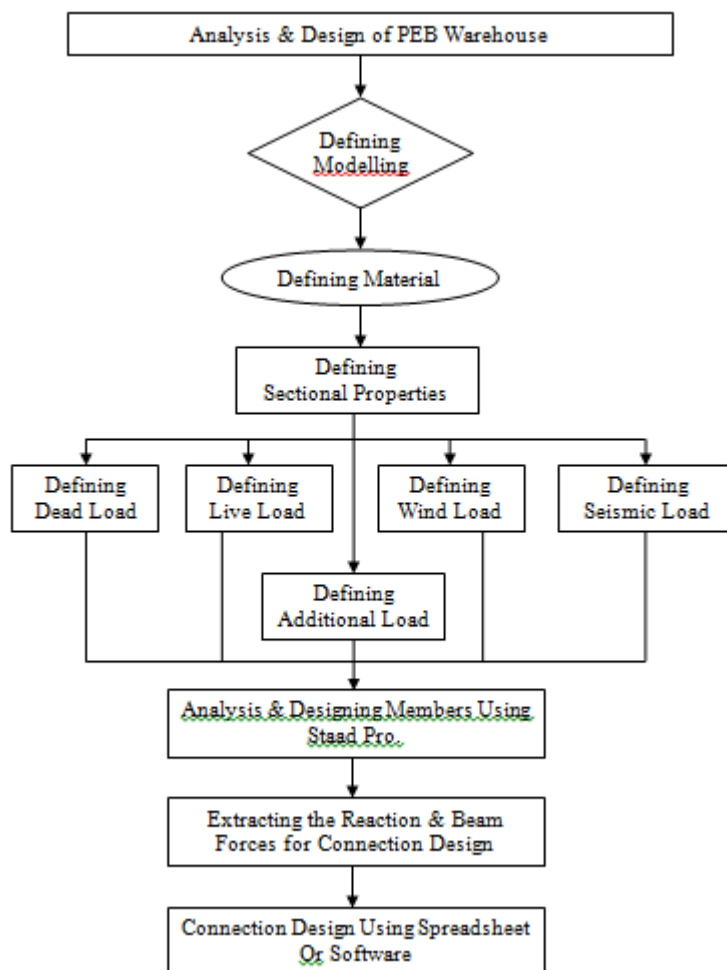 Analysis & Design of PEB Warehouse
Defining
Modelling
Defining Material
Defining
Sectional Properties
Defining
Dead Load
Defining
Live Load
Defining
Wind Load
Defining
Seismic Load
Defining
Additional Load
Analysis & Designing Members Using
Staad Pro.
Extracting the Reaction & Beam
Forces for Connection Design
Connection Design Using Spreadsheet
Or Software